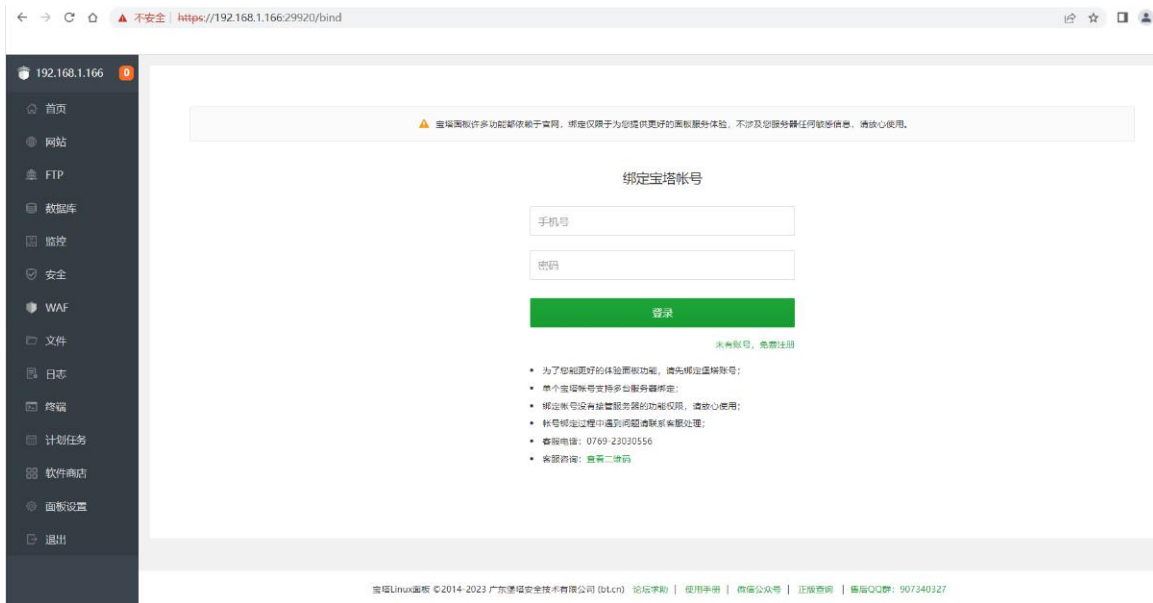 不安全 https://192.168.1.166:29920/bind
192.168.1.166 0
首页
网站
FTP
数据库
监控
安全
WAF
文件
日志
终端
计划任务
软件商店
面板设置
退出
宝塔面板许多功能都依赖于官网，绑定仅限于为您提供更好的面板服务体验，不涉及您服务器任何敏感信息，请放心使用。
绑定宝塔帐号
手机号
密码
登录
未有账号，免费注册
为了您能更好的体验面板功能，请先绑定堡塔账号；
单个宝塔帐号支持多台服务器绑定；
绑定帐号没有接管服务器的功能权限，请放心使用；
帐号绑定过程中遇到问题请联系客服处理；
客服电话：0769-23030556
客服咨询：查看二维码
宝塔Linux面板 ©2014-2023 广东堡塔安全技术有限公司 (bt.cn) 论坛求助 | 使用手册 | 微信公众号 | 正版查询 | 售后QQ群：907340327